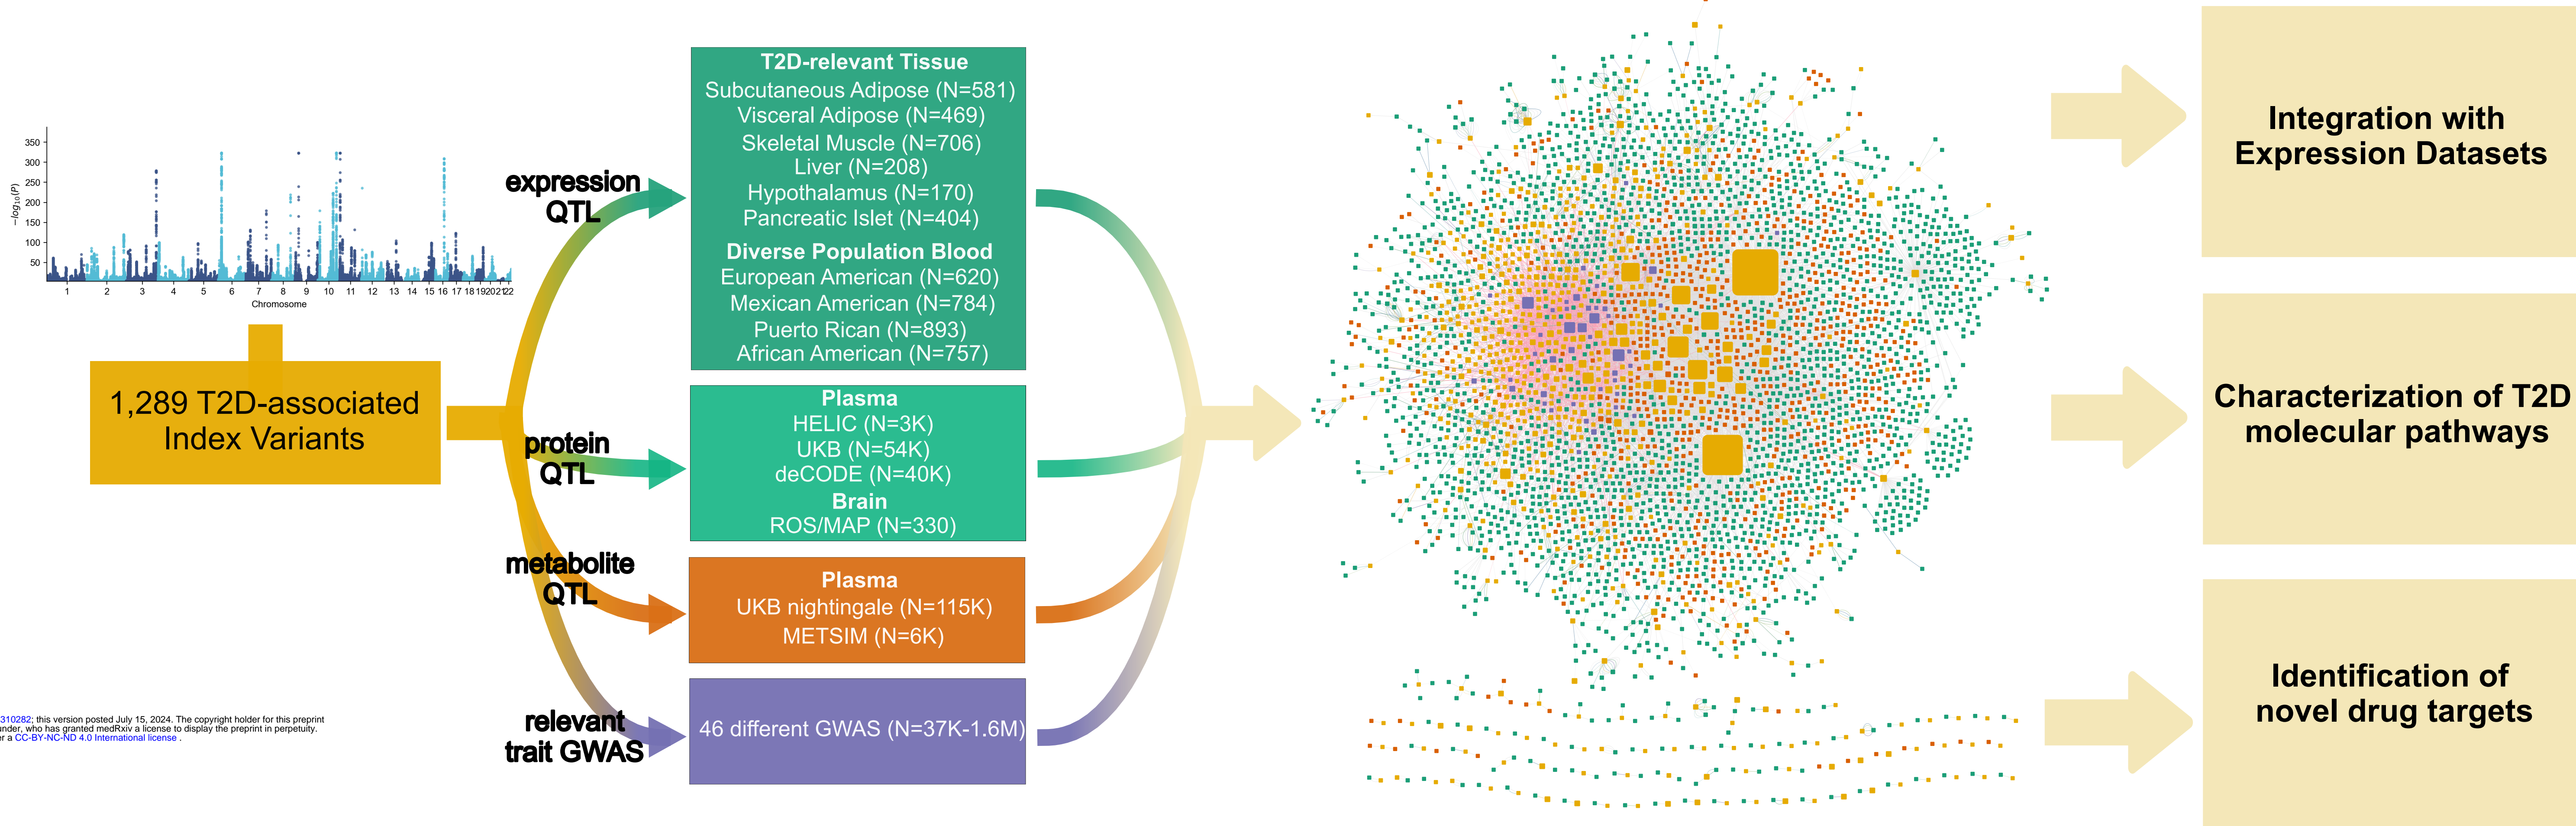 350
300
250
200
150
100
50
−log10(P)
1 2 3 4 5 6 7 8 9 10 11 12 13 14 15 16 17 18 19 20 21 22
Chromosome
1,289 T2D-associated
Index Variants
310282; this version posted July 15, 2024. The copyright holder for this preprint
under, who has granted medRxiv a license to display the preprint in perpetuity.
er a CC-BY-NC-ND 4.0 International license .
expression
QTL
protein
QTL
metabolite
QTL
relevant
trait GWAS
T2D-relevant Tissue
Subcutaneous Adipose (N=581)
Visceral Adipose (N=469)
Skeletal Muscle (N=706)
Liver (N=208)
Hypothalamus (N=170)
Pancreatic Islet (N=404)
Diverse Population Blood
European American (N=620)
Mexican American (N=784)
Puerto Rican (N=893)
African American (N=757)
Plasma
HELIC (N=3K)
UKB (N=54K)
deCODE (N=40K)
Brain
ROS/MAP (N=330)
Plasma
UKB nightingale (N=115K)
METSIM (N=6K)
46 different GWAS (N=37K-1.6M)
Integration with
Expression Datasets
Characterization of T2D
molecular pathways
Identification of
novel drug targets